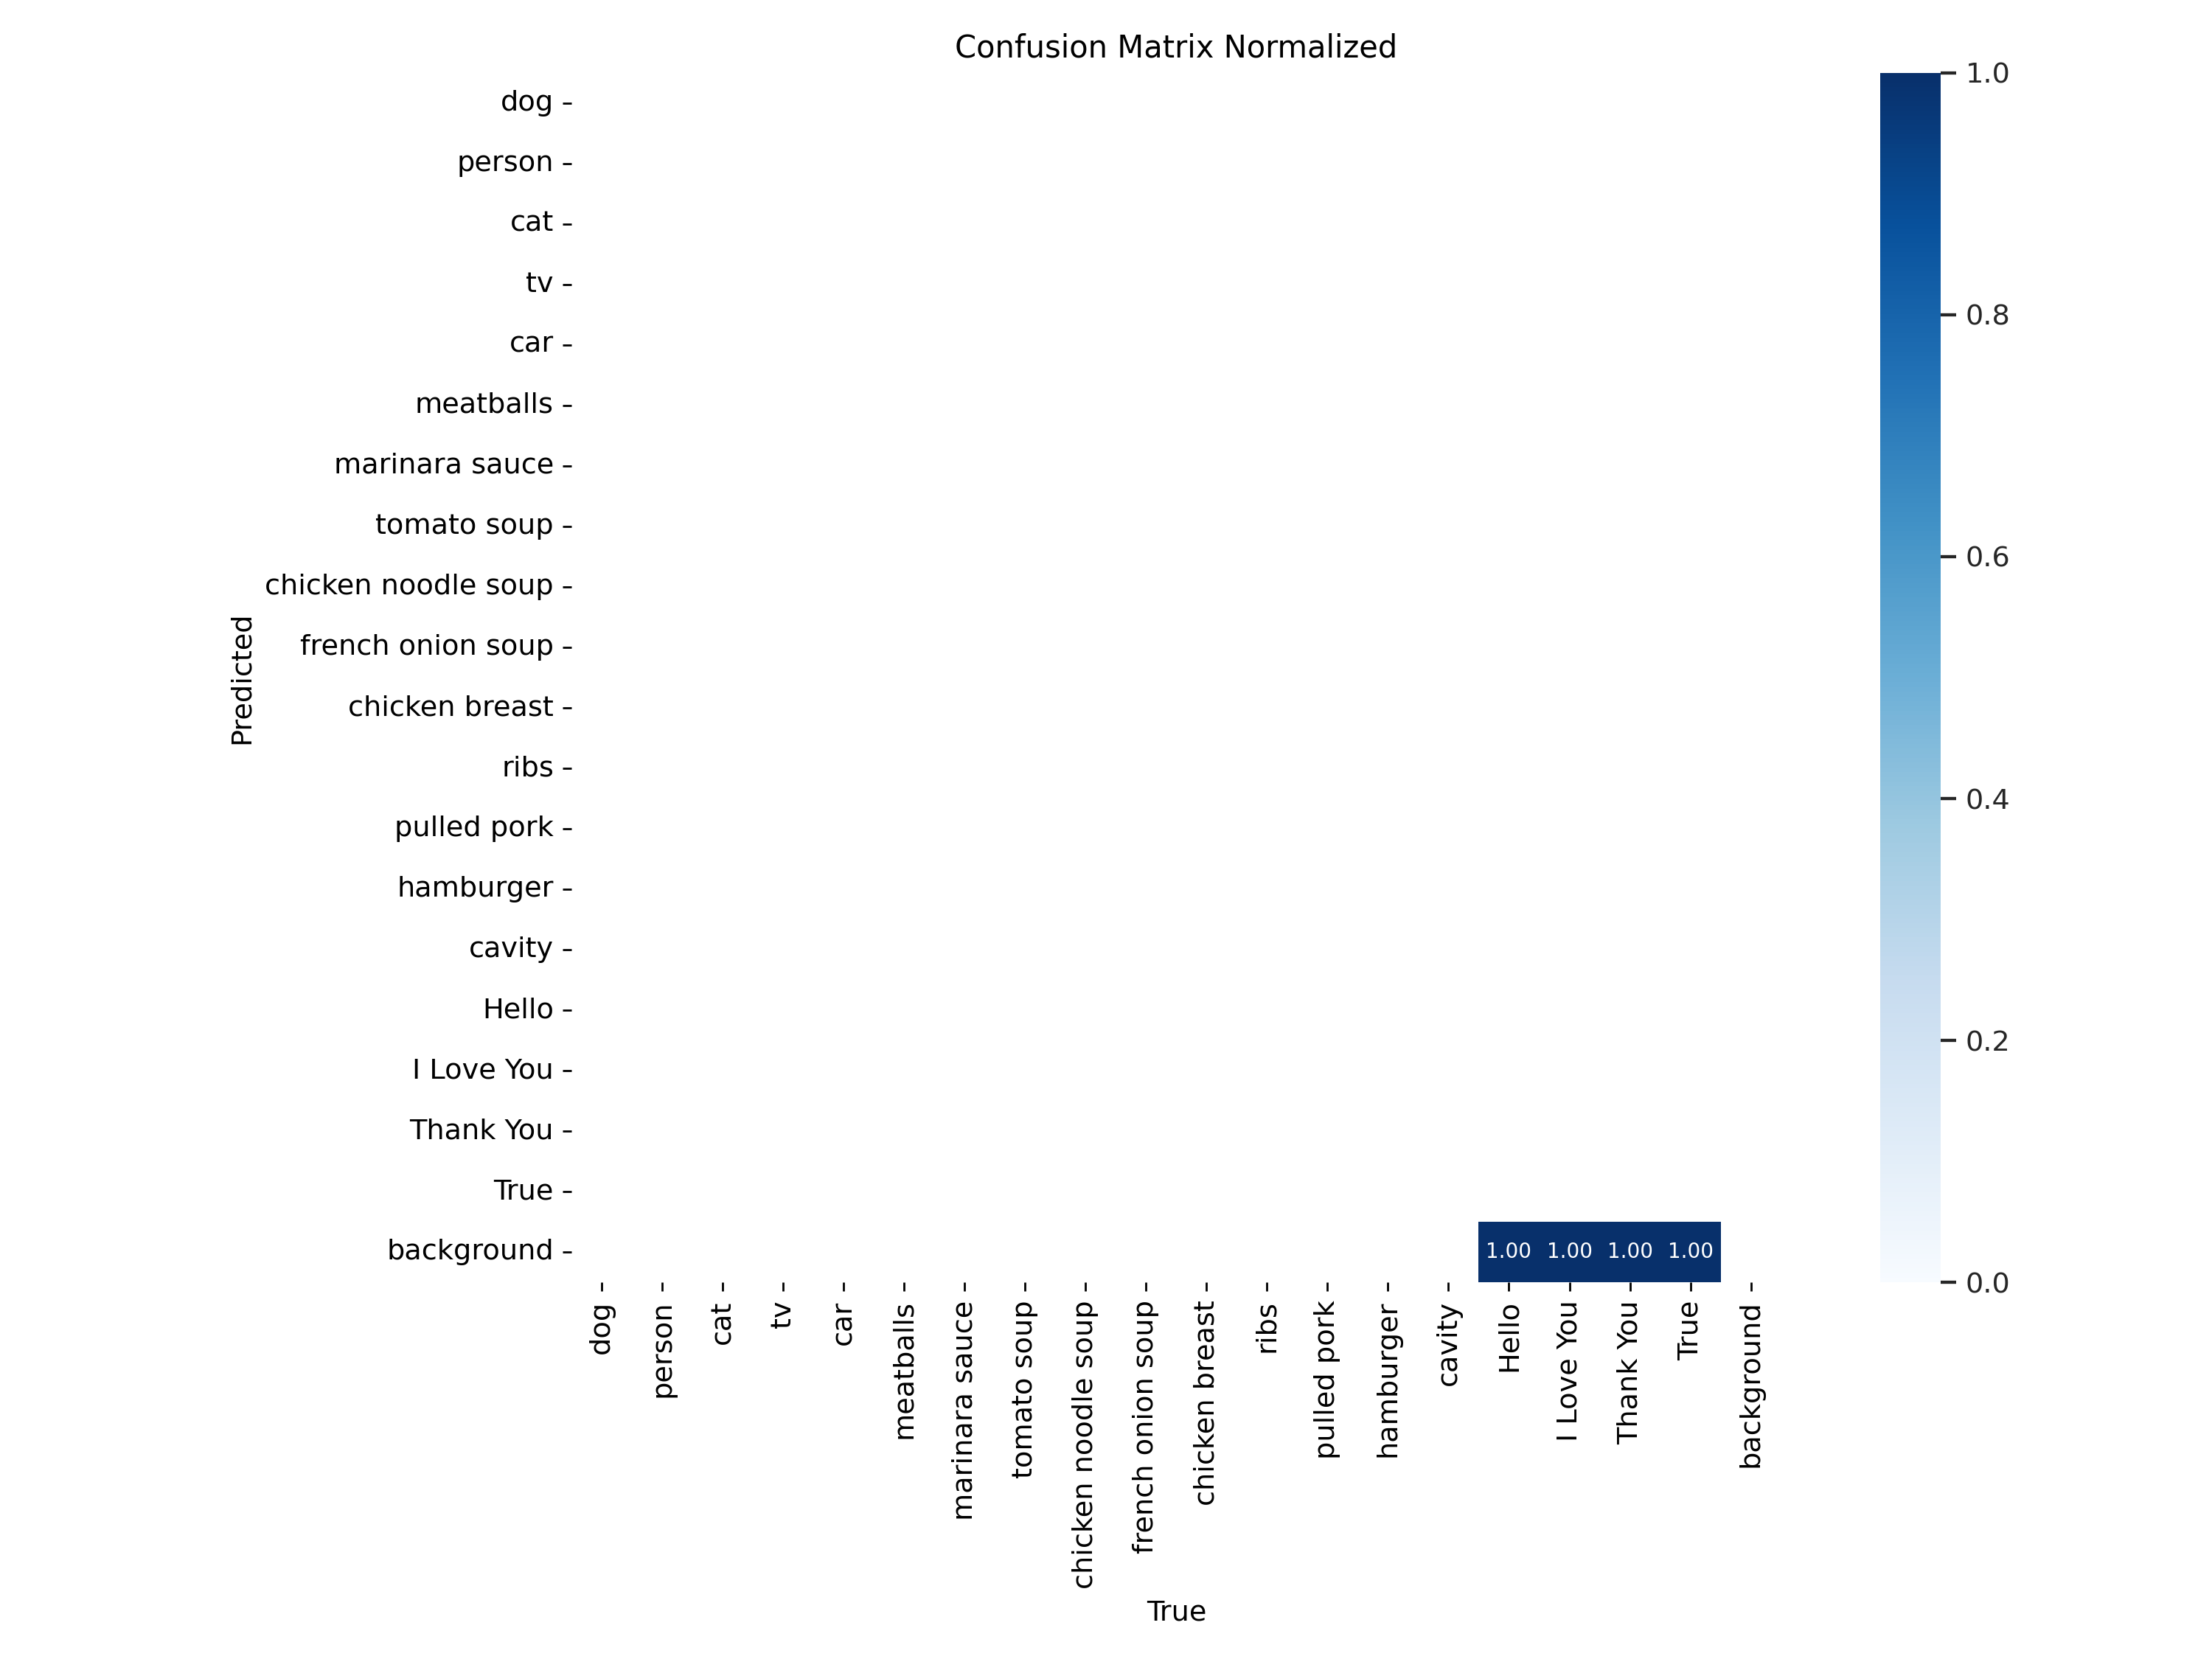 Confusion Matrix Normalized
dog
person
cat
tv
car
meatballs
marinara sauce
tomato soup
chicken noodle soup
french onion soup
chicken breast
ribs
pulled pork
hamburger
cavity
Hello
I Love You
Thank You
True
background
Predicted
1.00 1.00 1.00 1.00
dog
person
cat
tv
car
meatballs
marinara sauce
tomato soup
chicken noodle soup
french onion soup
chicken breast
ribs
pulled pork
hamburger
cavity
Hello
I Love You
Thank You
True
background
True
1.0
0.8
0.6
0.4
0.2
0.0